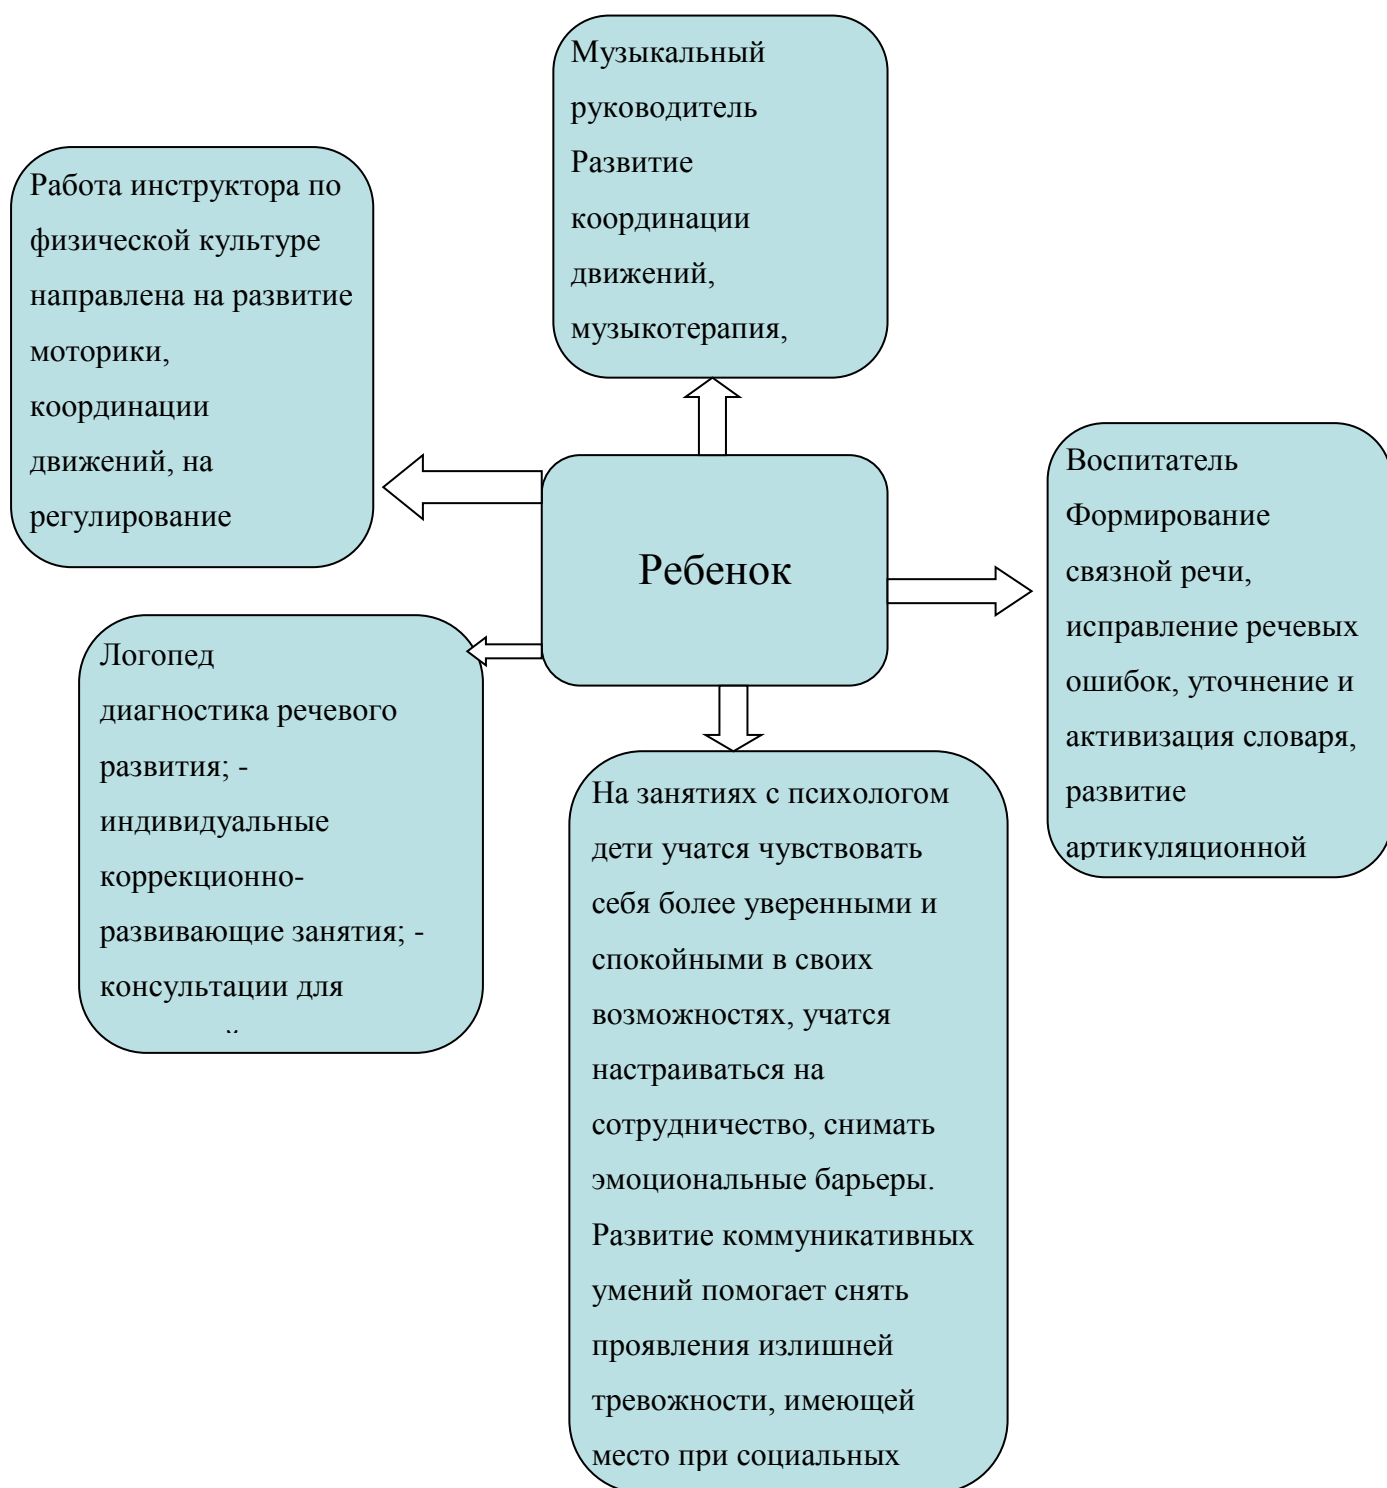 Музыкальный
руководитель
Развитие
координации
движений,
музыкотерапия,
Работа инструктора по
физической культуре
направлена на развитие
моторики,
координации
движений, на
регулирование
Ребенок
Воспитатель
Формирование
связной речи,
исправление речевых
ошибок, уточнение и
активизация словаря,
развитие
артикуляционной
Логопед
диагностика речевого
развития; -
индивидуальные
коррекционно-
развивающие занятия; -
консультации для
На занятиях с психологом
дети учатся чувствовать
себя более уверенными и
спокойными в своих
возможностях, учатся
настраиваться на
сотрудничество, снимать
эмоциональные барьеры.
Развитие коммуникативных
умений помогает снять
проявления излишней
тревожности, имеющей
место при социальных